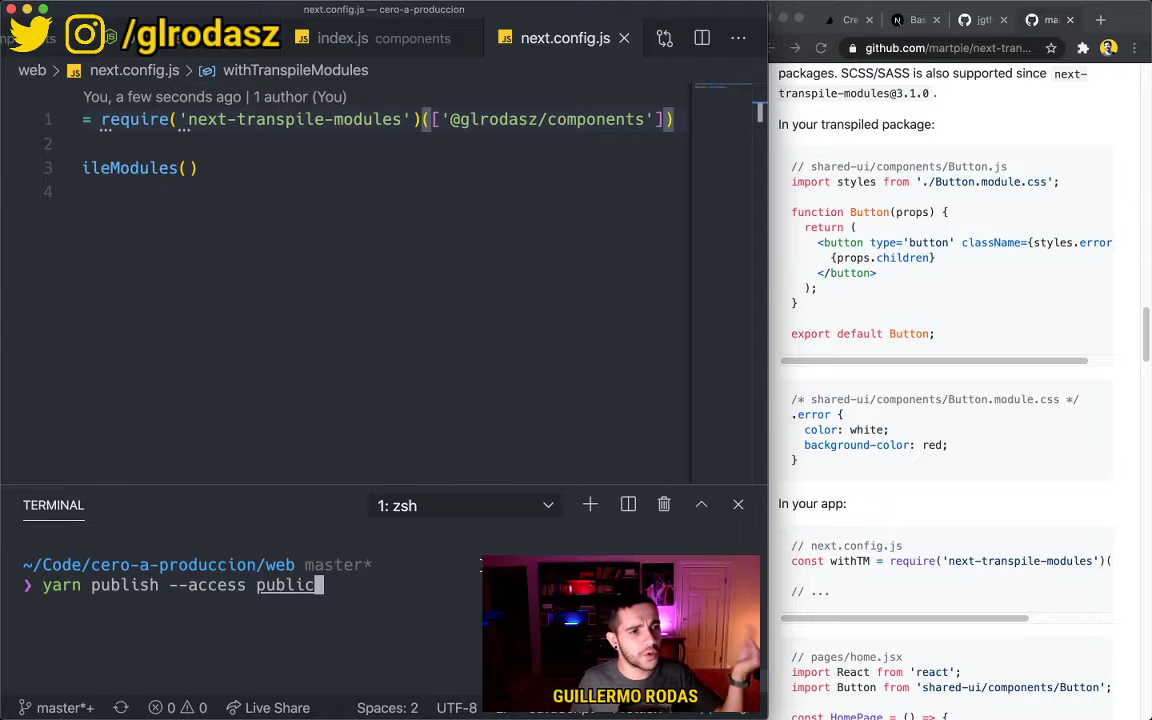 next.config.js — cero-a-produccion
/glrodasz
index.js components
next.config.js
web > next.config.js > withTranspileModules
You, a few seconds ago | 1 author (You)
1 = require('next-transpile-modules')(['@glrodasz/components'])
2
3 ileModules()
4
TERMINAL
1: zsh
~/Code/cero-a-produccion/web master*
❯ yarn publish --access public
GUILLERMO RODAS
master*+ 0 0 Live Share Spaces: 2 UTF-8
Cre
Bas
jgtl
mar
github.com/martpie/next-tran...
packages. SCSS/SASS is also supported since next-
transpile-modules@3.1.0 .
In your transpiled package:
// shared-ui/components/Button.js
import styles from './Button.module.css';
function Button(props) {
return (
<button type='button' className={styles.error
{props.children}
</button>
);
}
export default Button;
/* shared-ui/components/Button.module.css */
.error {
color: white;
background-color: red;
}
In your app:
// next.config.js
const withTM = require('next-transpile-modules')(
// ...
// pages/home.jsx
import React from 'react';
import Button from 'shared-ui/components/Button';
const HomePage = () => {